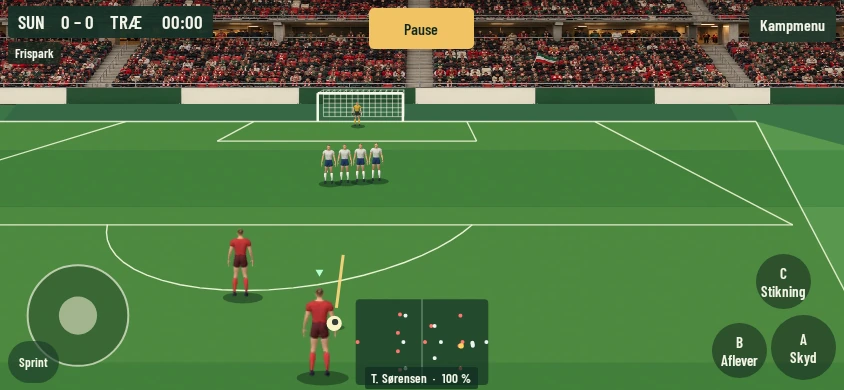 SUN 0 - 0 TRÆ 00:00
Pause
Kampmenu
Frispark
C
Stikning
B
Aflever
A
Skyd
Sprint
T. Sørensen · 100 %